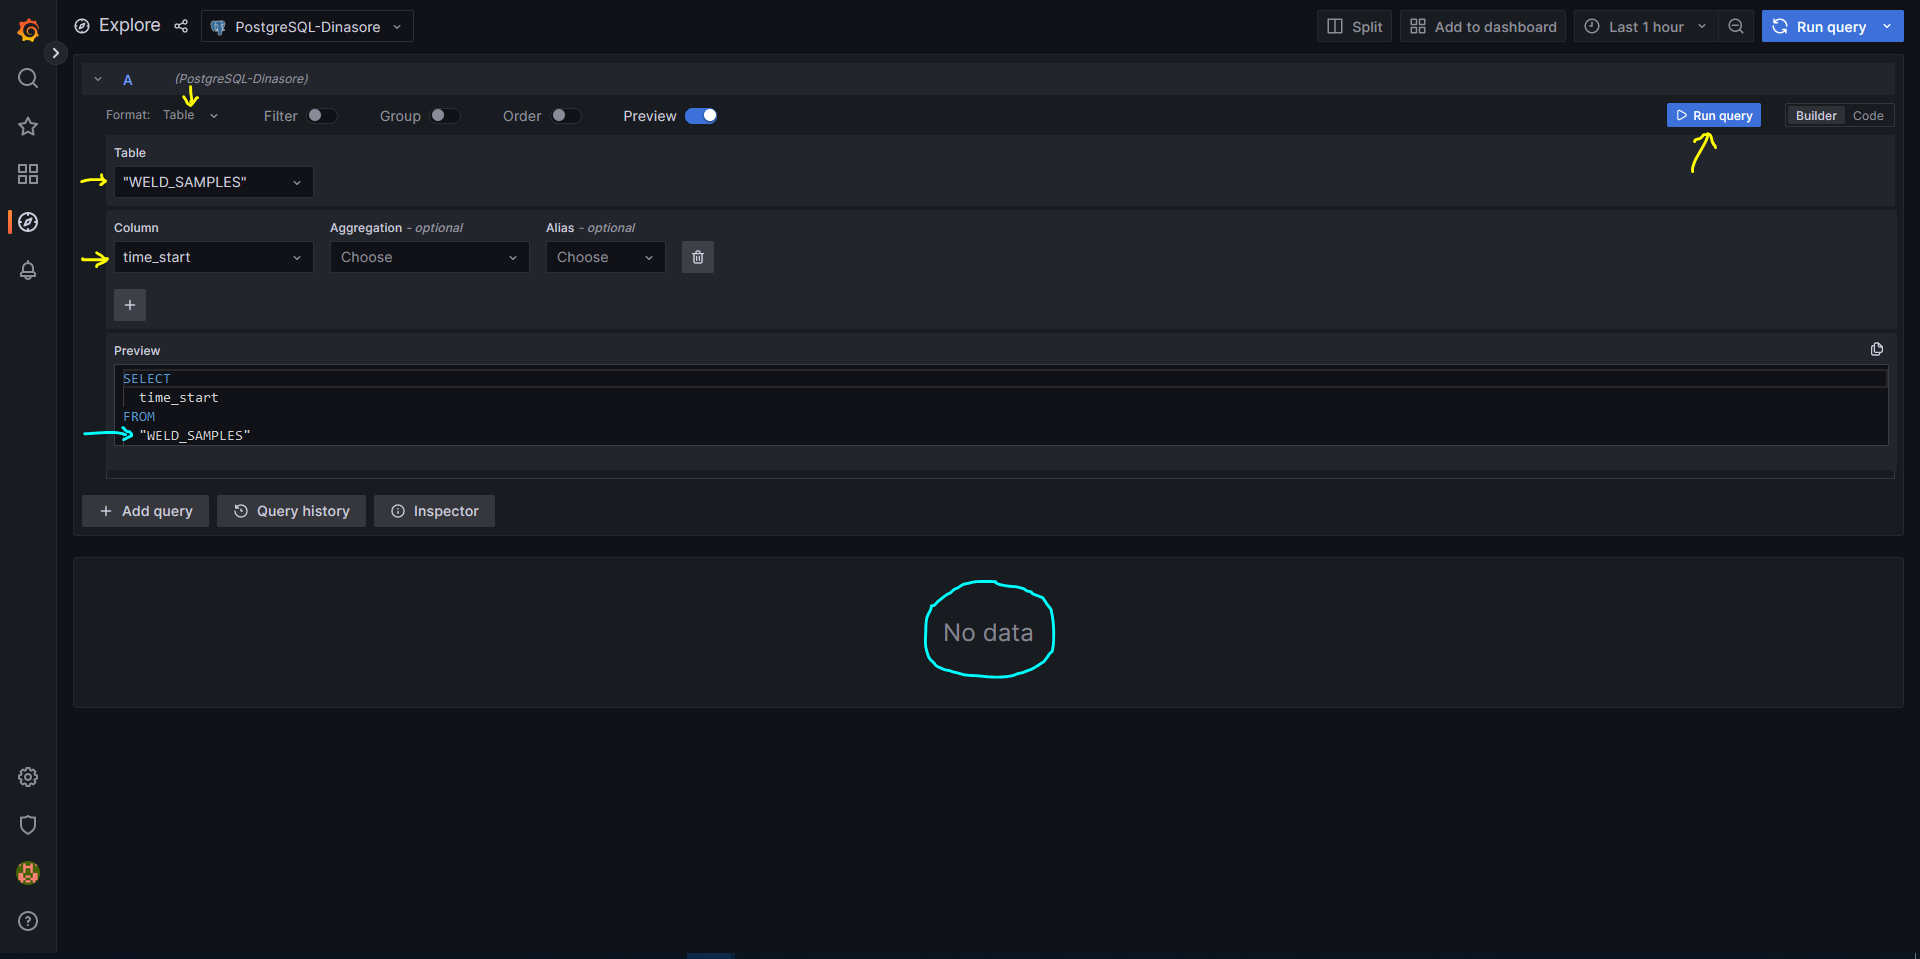 Explore PostgreSQL-Dinasore Split Add to dashboard Last 1 hour Run query
A (PostgreSQL-Dinasore)
Format: Table Filter Group Order Preview Run query Builder Code
Table
"WELD_SAMPLES"
Column Aggregation - optional Alias - optional
time_start Choose Choose
+
Preview
SELECT
time_start
FROM
"WELD_SAMPLES"
+ Add query Query history Inspector
No data